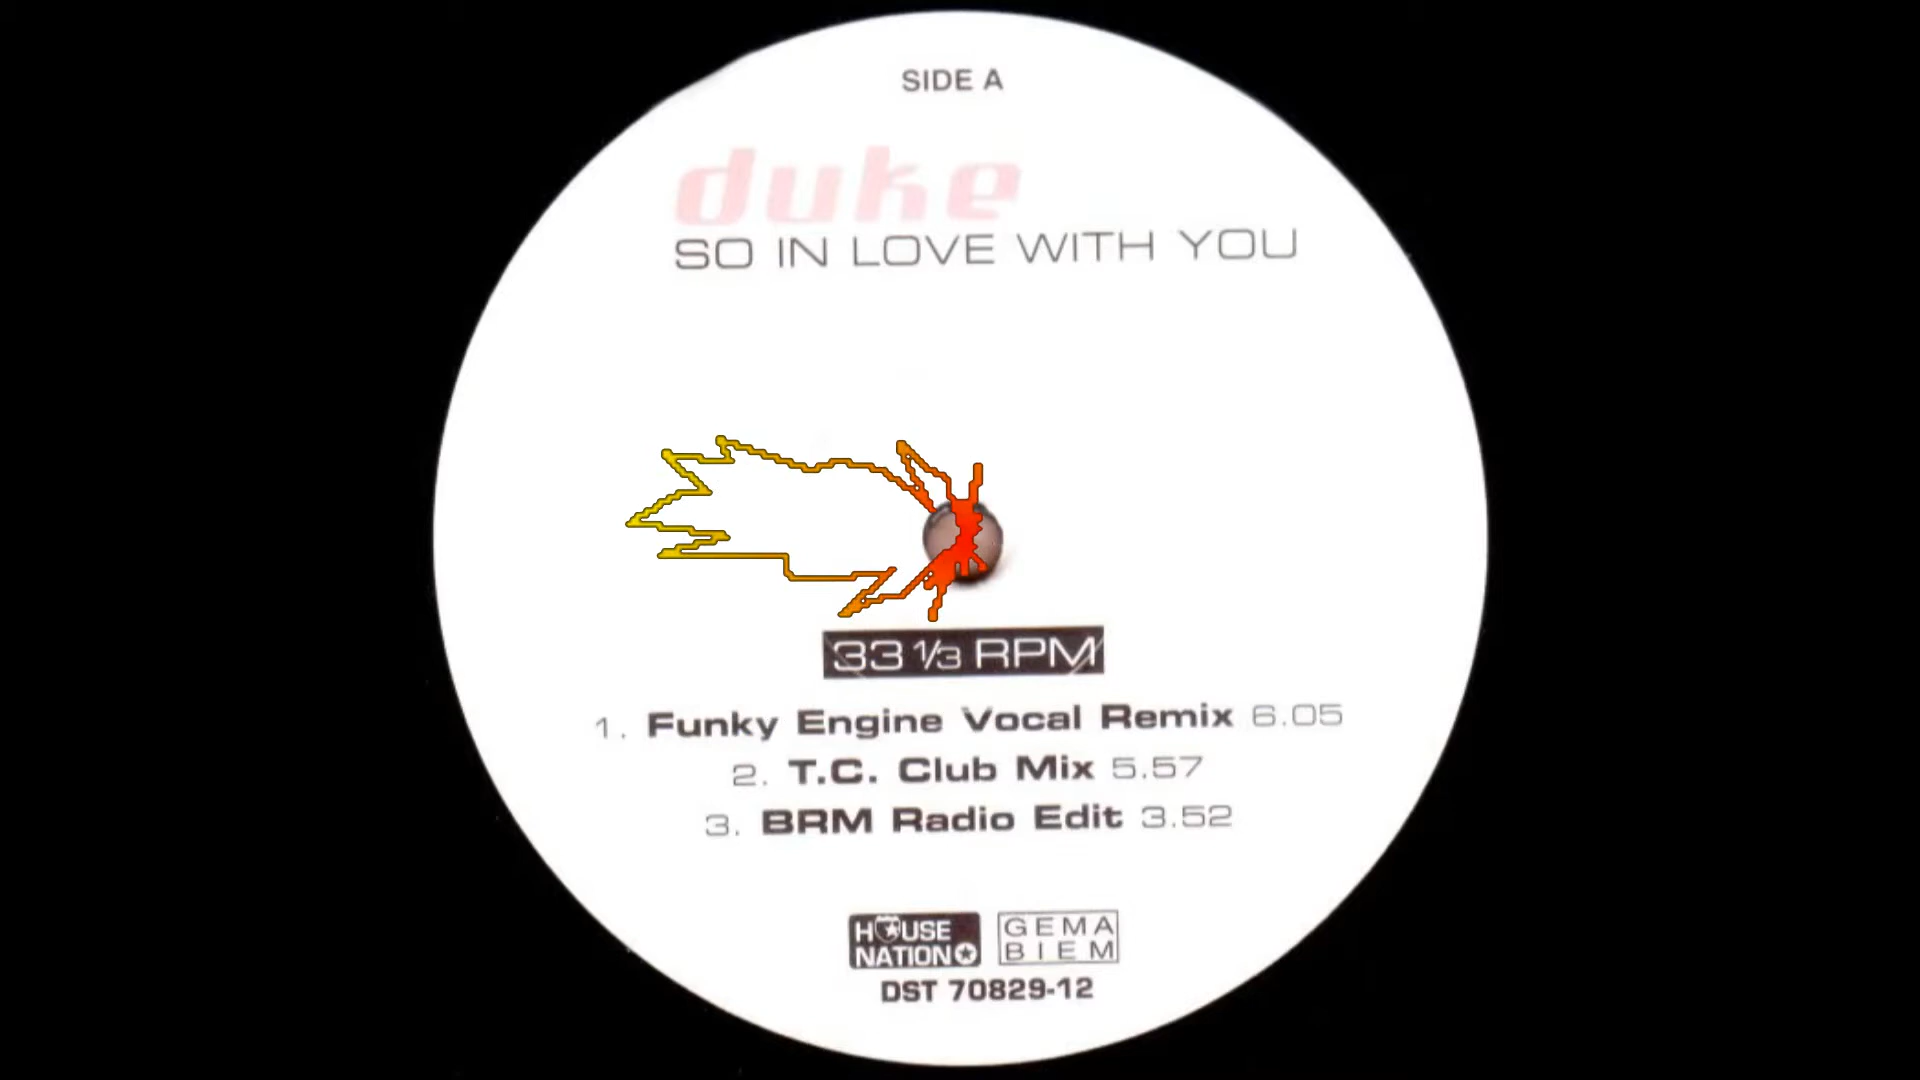 SIDE A
duke
SO IN LOVE WITH YOU
33 1/3 RPM
1. Funky Engine Vocal Remix 6.05
2. T.C. Club Mix 5.57
3. BRM Radio Edit 3.52
HOUSE NATION
GEMA BIEM
DST 70829-12